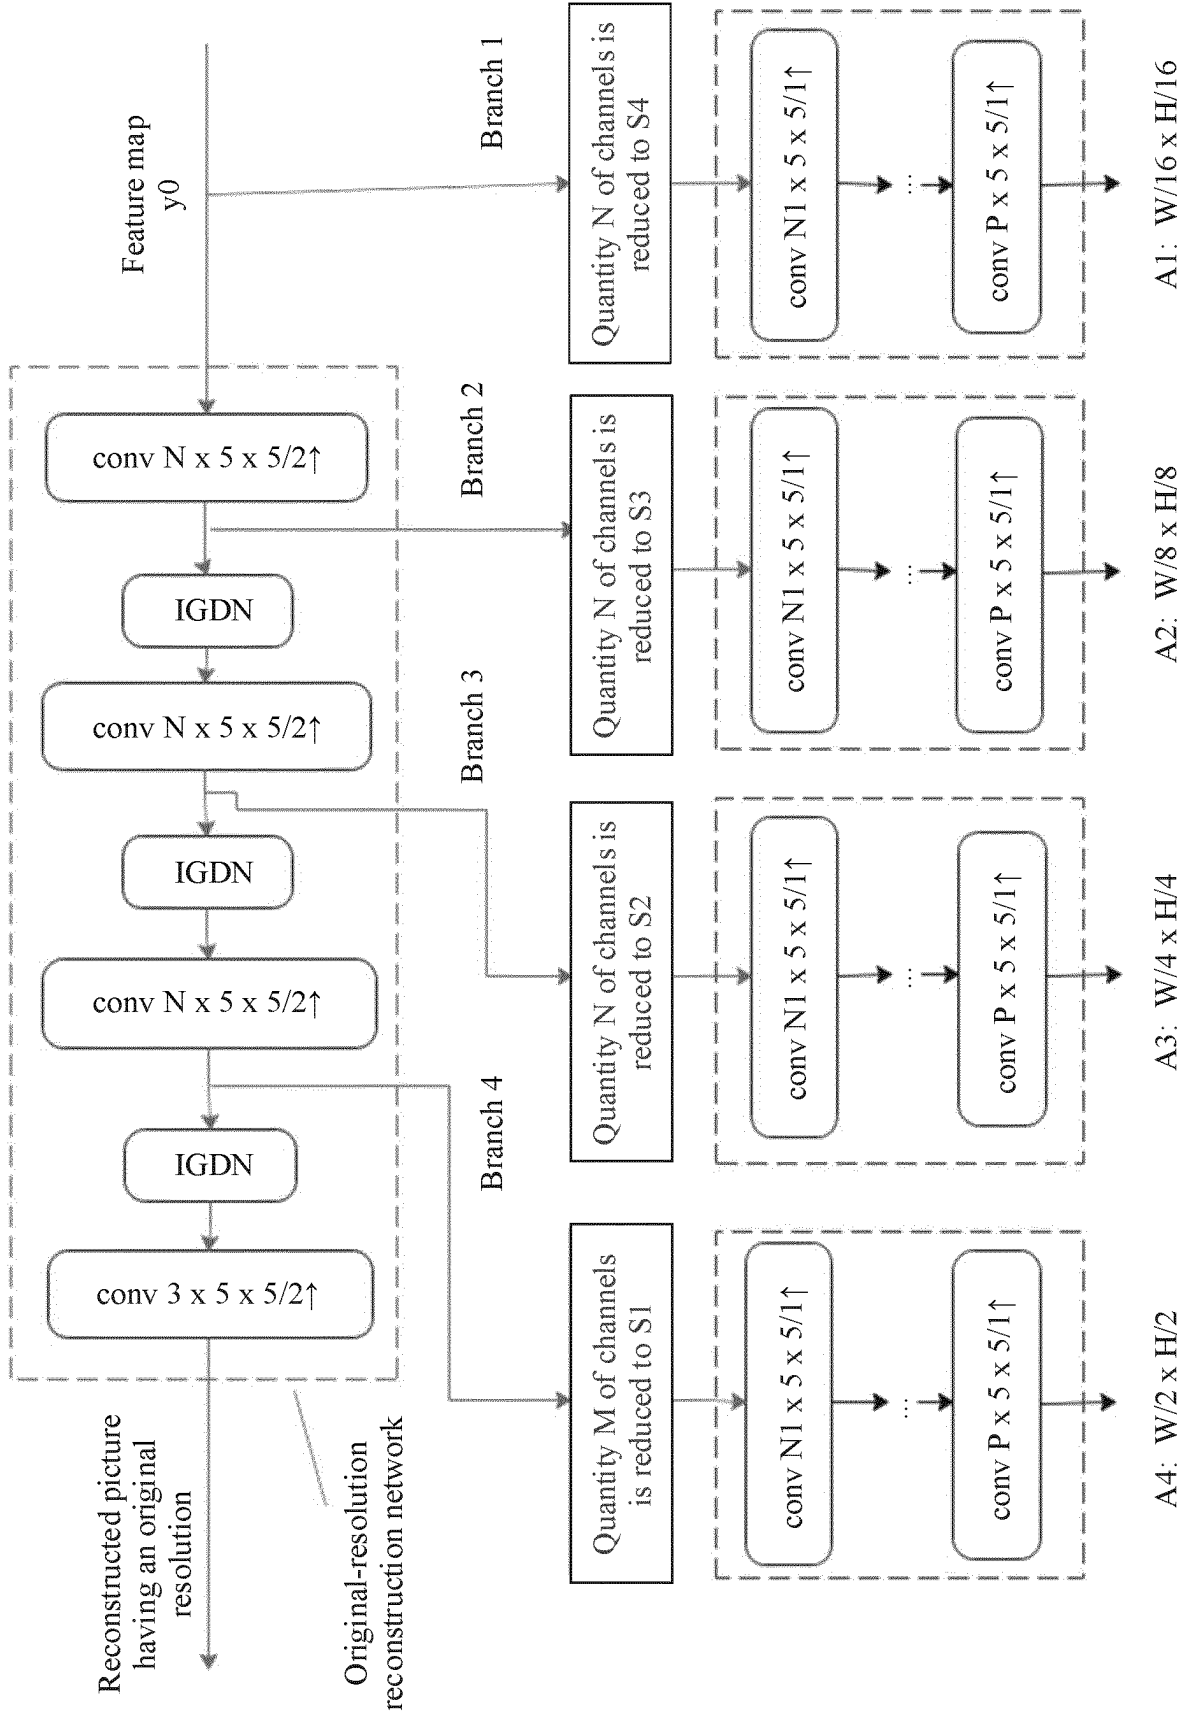 Feature map
y0
conv N x 5 x 5/2↑
IGDN
conv N x 5 x 5/2↑
IGDN
conv N x 5 x 5/2↑
IGDN
conv 3 x 5 x 5/2↑
Reconstructed picture
having an original
resolution
Original-resolution
reconstruction network
Branch 1
Quantity N of channels is
reduced to S4
conv N1 x 5 x 5/1↑
...
conv P x 5 x 5/1↑
A1: W/16 x H/16
Branch 2
Quantity N of channels is
reduced to S3
conv N1 x 5 x 5/1↑
...
conv P x 5 x 5/1↑
A2: W/8 x H/8
Branch 3
Quantity N of channels is
reduced to S2
conv N1 x 5 x 5/1↑
...
conv P x 5 x 5/1↑
A3: W/4 x H/4
Branch 4
Quantity M of channels
is reduced to S1
conv N1 x 5 x 5/1↑
...
conv P x 5 x 5/1↑
A4: W/2 x H/2